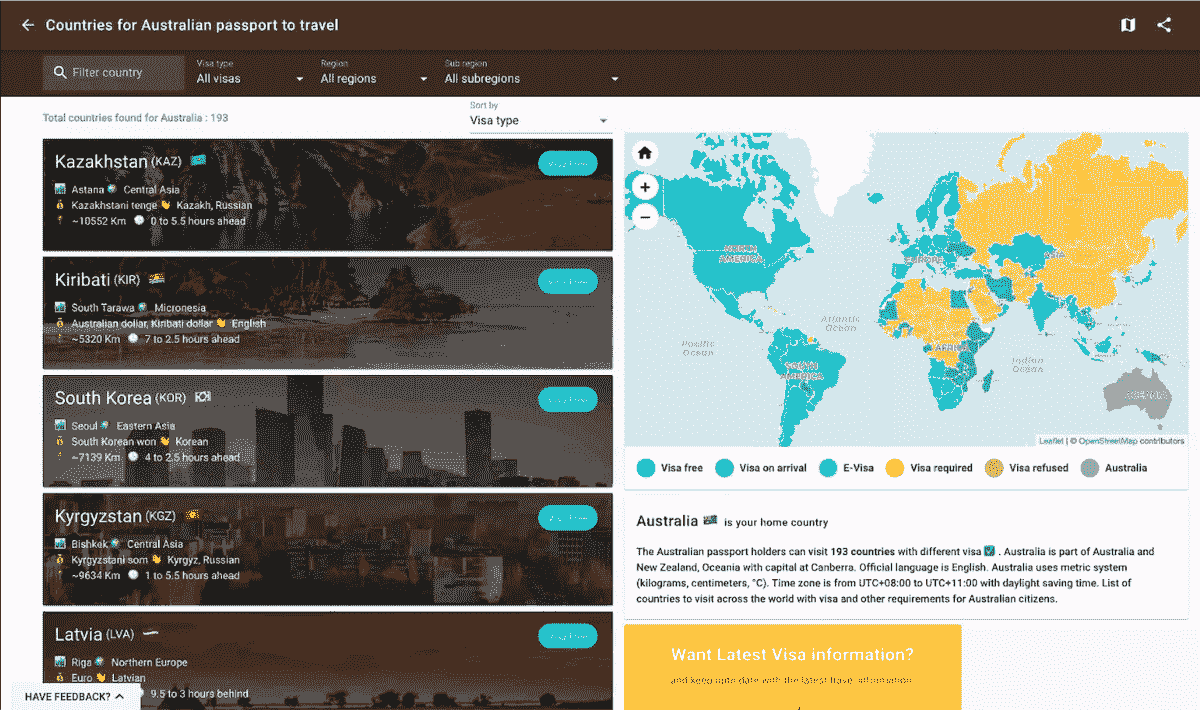 Countries for Australian passport to travel
Filter country
Visa type
All visas
Region
All regions
Sub region
All subregions
Total countries found for Australia : 193
Sort by
Visa type
Kazakhstan (KAZ)
Astana Central Asia
Kazakhstani tenge Kazakh, Russian
~10552 Km 0 to 5.5 hours ahead
Kiribati (KIR)
South Tarawa Micronesia
Australian dollar, Kiribati dollar English
~5320 Km 7 to 2.5 hours ahead
South Korea (KOR)
Seoul Eastern Asia
South Korean won Korean
~7139 Km 4 to 2.5 hours ahead
Kyrgyzstan (KGZ)
Bishkek Central Asia
Kyrgyzstani som Kyrgyz, Russian
~9634 Km 1 to 5.5 hours ahead
Latvia (LVA)
Riga Northern Europe
Euro Latvian
9.5 to 3 hours behind
HAVE FEEDBACK?
+
−
NORTH
AMERICA
EUROPE
ASIA
Atlantic
Ocean
Pacific
Ocean
AFRICA
SOUTH
AMERICA
Indian
Ocean
OCEANIA
Leaflet | © OpenStreetMap contributors
Visa free
Visa on arrival
E-Visa
Visa required
Visa refused
Australia
Australia is your home country
The Australian passport holders can visit 193 countries with different visa . Australia is part of Australia and
New Zealand, Oceania with capital at Canberra. Official language is English. Australia uses metric system
(kilograms, centimeters, °C). Time zone is from UTC+08:00 to UTC+11:00 with daylight saving time. List of
countries to visit across the world with visa and other requirements for Australian citizens.
Want Latest Visa information?
and keep upto date with the latest travel information